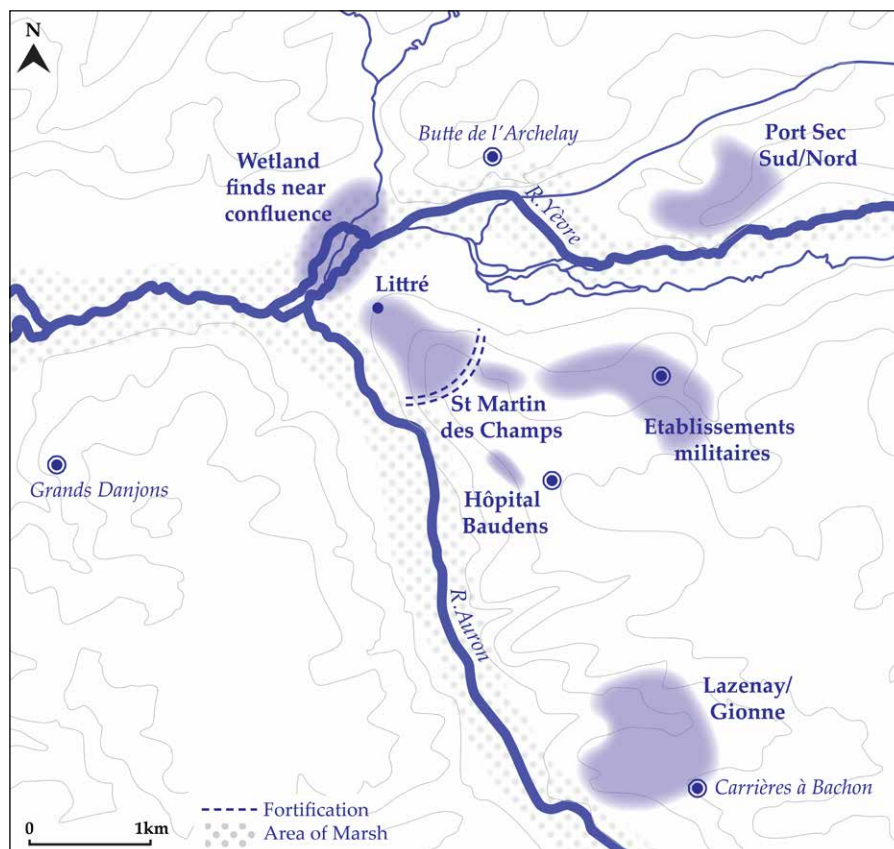 N
Butte de l'Archelay
Port Sec
Sud/Nord
Wetland
finds near
confluence
R.Yèvre
Littré
St Martin
des Champs
Etablissements
militaires
Grands Danjons
Hôpital
Baudens
R.Auron
Lazenay/
Gionne
Carrières à Bachon
Fortification
Area of Marsh
0 1km